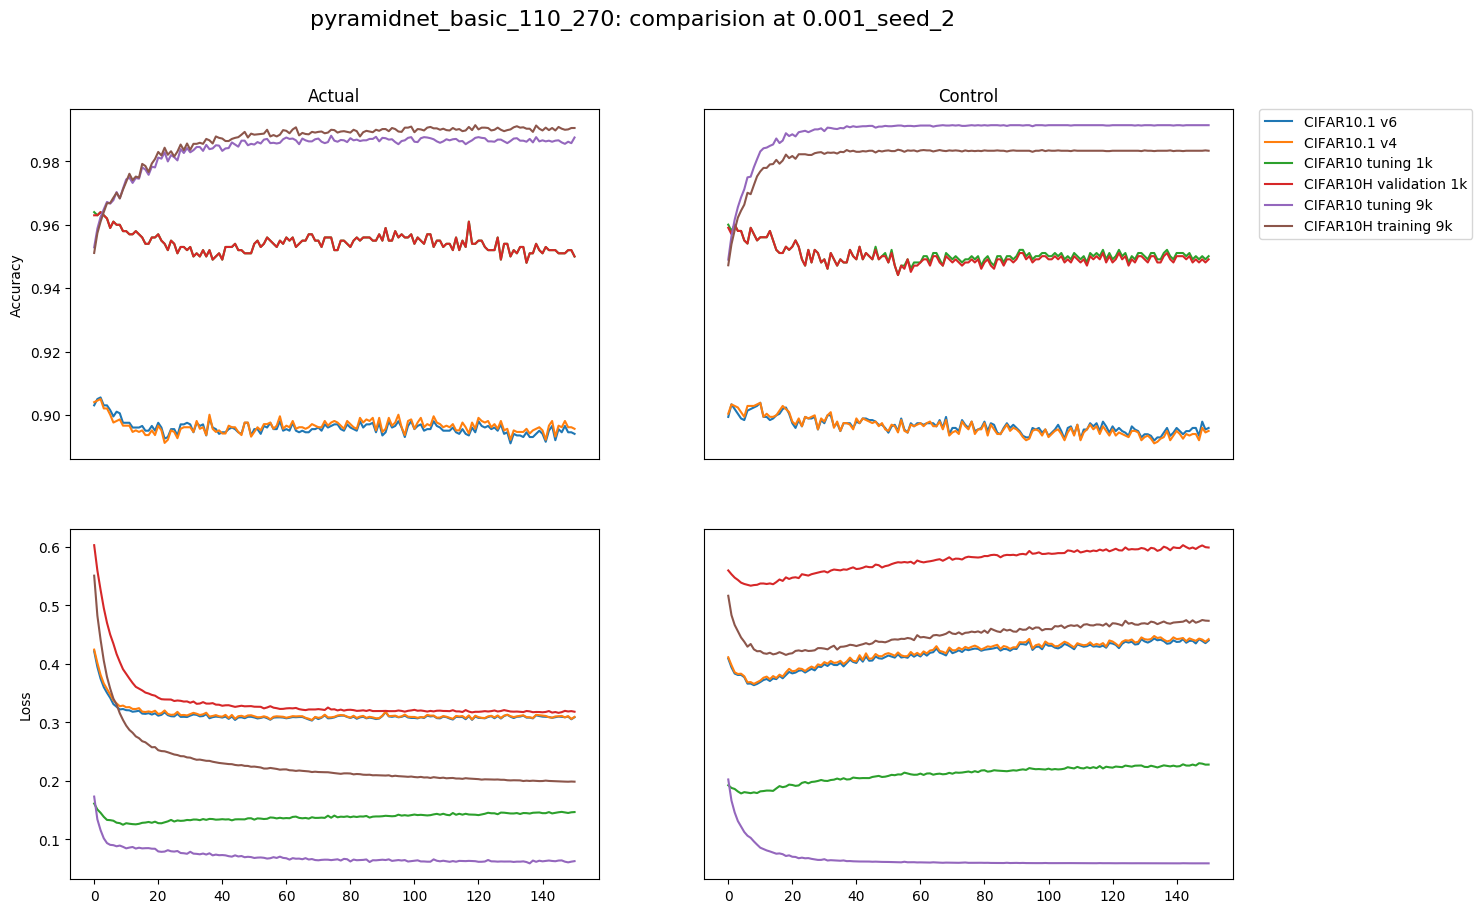 pyramidnet_basic_110_270: comparision at 0.001_seed_2
Actual
Control
CIFAR10.1 v6
CIFAR10.1 v4
CIFAR10 tuning 1k
CIFAR10H validation 1k
CIFAR10 tuning 9k
CIFAR10H training 9k
Accuracy
0.98
0.96
0.94
0.92
0.90
Loss
0.6
0.5
0.4
0.3
0.2
0.1
0 20 40 60 80 100 120 140
0 20 40 60 80 100 120 140